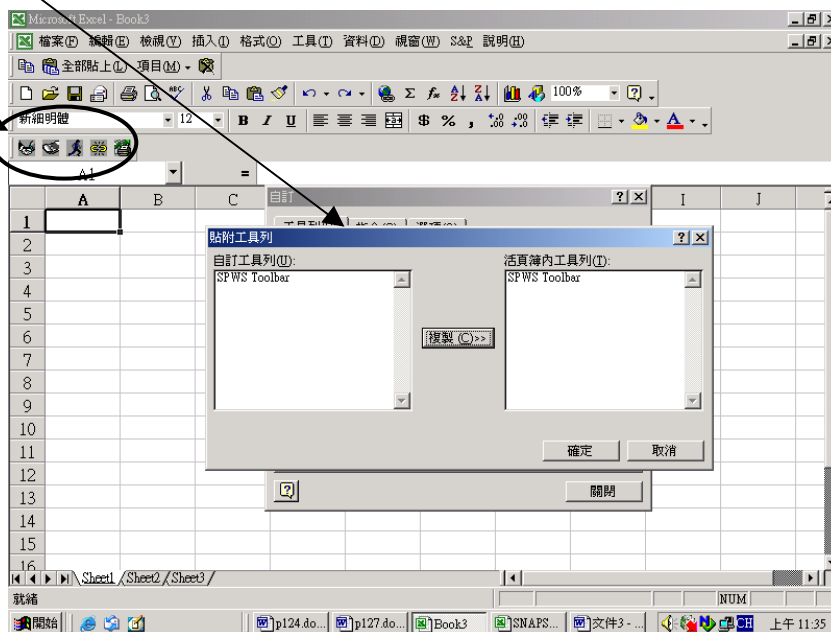 Microsoft Excel - Book3
檔案(F) 編輯(E) 檢視(V) 插入(I) 格式(O) 工具(T) 資料(D) 視窗(W) S&P 說明(H)
全部貼上(L) 項目(M)
100%
新細明體 12 B I U $ % ,
A1 =
A B C I J
自訂
貼附工具列
自訂工具列(U): 活頁簿內工具列(T):
SPWS Toolbar SPWS Toolbar
複製 (C)>>
確定 取消
關閉
1
2
3
4
5
6
7
8
9
10
11
12
13
14
15
16
Sheet1 Sheet2 Sheet3
就緒 NUM
開始 p124.do... p127.do... Book3 SNAPS... 文件3 - ... CH 上午 11:35